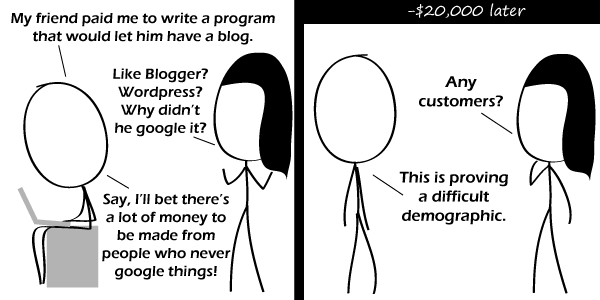 My friend paid me to write a program
that would let him have a blog.
Like Blogger?
Wordpress?
Why didn't
he google it?
Say, I'll bet there's
a lot of money to
be made from
people who never
google things!
-$20,000 later
Any
customers?
This is proving
a difficult
demographic.